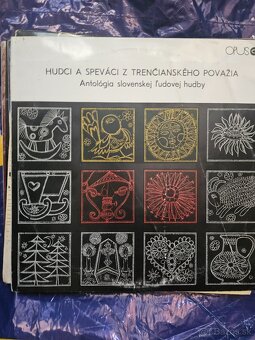 OPUS
HUDCI A SPEVÁCI Z TRENČIANSKÉHO POVAŽIA
Antológia slovenskej ľudovej hudby